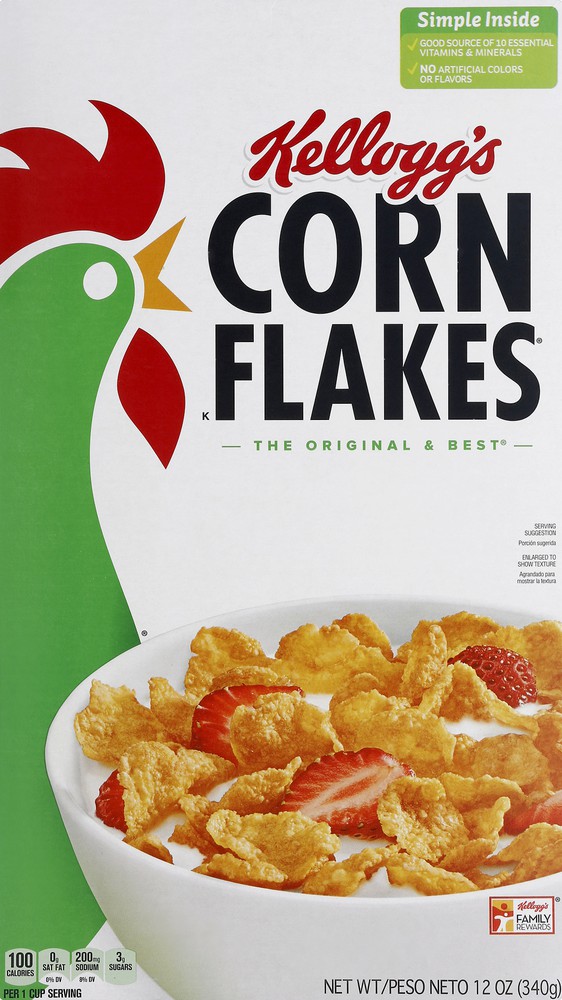 Simple Inside
✓ GOOD SOURCE OF 10 ESSENTIAL
VITAMINS & MINERALS
✓ NO ARTIFICIAL COLORS
OR FLAVORS
Kellogg's
CORN
FLAKES®
K
THE ORIGINAL & BEST®
SERVING
SUGGESTION
Porción sugerida
ENLARGED TO
SHOW TEXTURE
Agrandado para
mostrar la textura
®
Kellogg's
FAMILY
REWARDS
®
100 CALORIES
0g SAT FAT 0% DV
200mg SODIUM 8% DV
3g SUGARS
PER 1 CUP SERVING
NET WT/PESO NETO 12 OZ (340g)